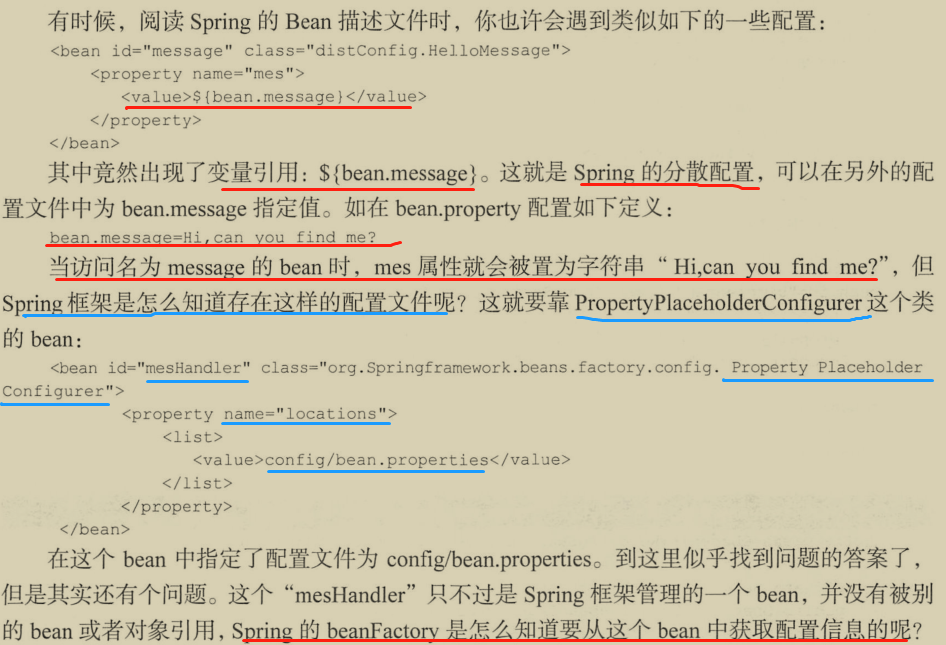 有时候，阅读 Spring 的 Bean 描述文件时，你也许会遇到类似如下的一些配置：
<bean id="message" class="distConfig.HelloMessage">
<property name="mes">
<value>${bean.message}</value>
</property>
</bean>
其中竟然出现了变量引用：${bean.message}。这就是 Spring 的分散配置，可以在另外的配
置文件中为 bean.message 指定值。如在 bean.property 配置如下定义：
bean.message=Hi,can you find me?
当访问名为 message 的 bean 时，mes 属性就会被置为字符串“ Hi,can you find me?”，但
Spring 框架是怎么知道存在这样的配置文件呢？这就要靠 PropertyPlaceholderConfigurer 这个类
的 bean：
<bean id="mesHandler" class="org.Springframework.beans.factory.config. Property Placeholder
Configurer">
<property name="locations">
<list>
<value>config/bean.properties</value>
</list>
</property>
</bean>
在这个 bean 中指定了配置文件为 config/bean.properties。到这里似乎找到问题的答案了，
但是其实还有个问题。这个“mesHandler”只不过是 Spring 框架管理的一个 bean，并没有被别
的 bean 或者对象引用，Spring 的 beanFactory 是怎么知道要从这个 bean 中获取配置信息的呢？